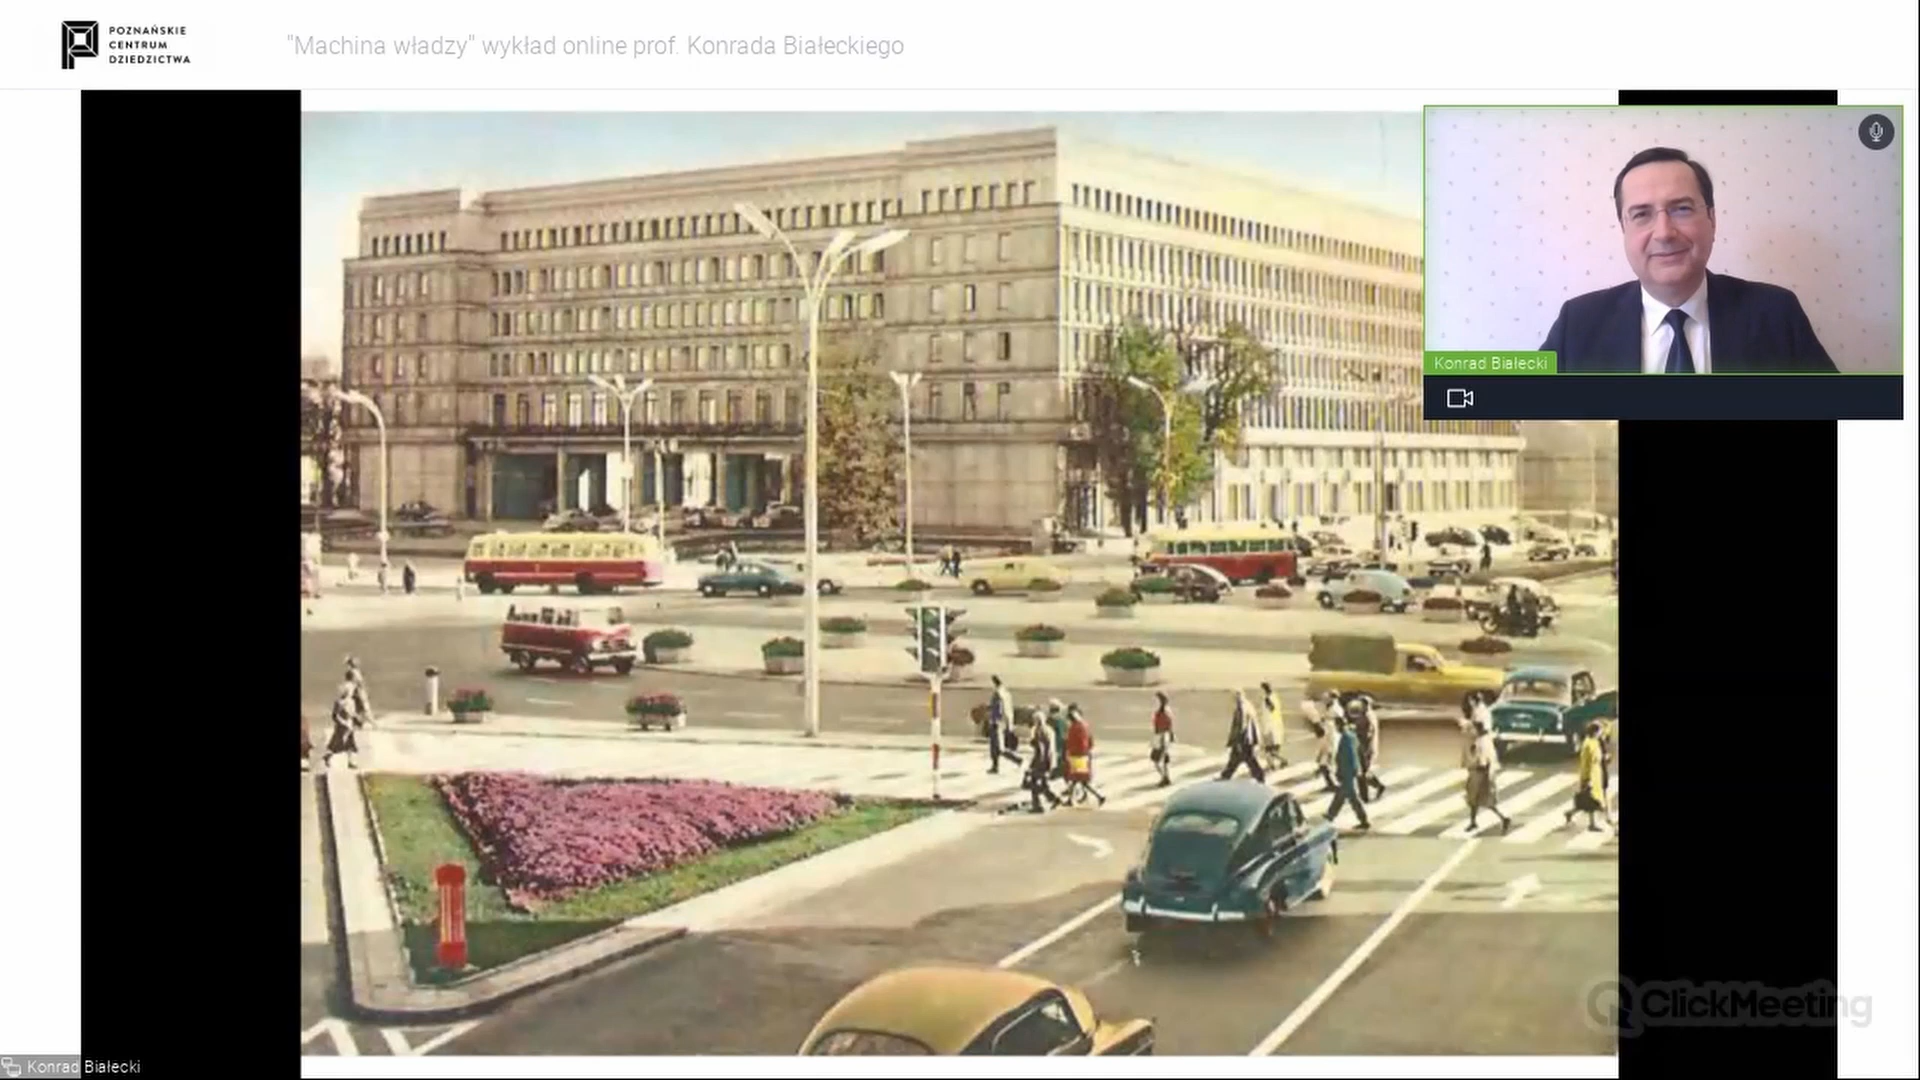 POZNAŃSKIE
CENTRUM
DZIEDZICTWA
"Machina władzy" wykład online prof. Konrada Białeckiego
Konrad Białecki
ClickMeeting
Konrad Białecki